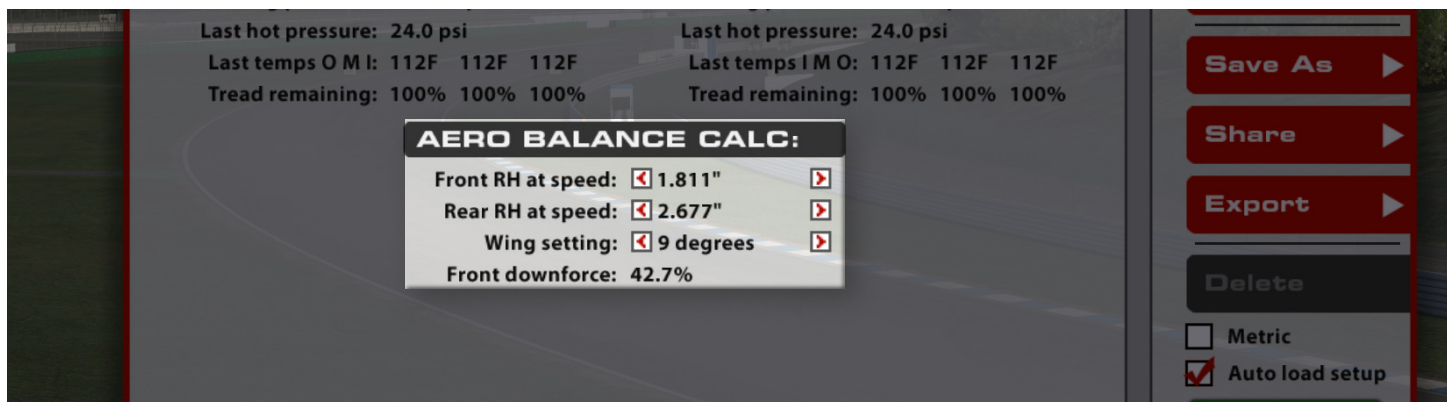 Last hot pressure: 24.0 psi Last hot pressure: 24.0 psi
Last temps O M I: 112F 112F 112F Last temps I M O: 112F 112F 112F
Tread remaining: 100% 100% 100% Tread remaining: 100% 100% 100%
AERO BALANCE CALC:
Front RH at speed: 1.811"
Rear RH at speed: 2.677"
Wing setting: 9 degrees
Front downforce: 42.7%
Save As
Share
Export
Delete
Metric
Auto load setup